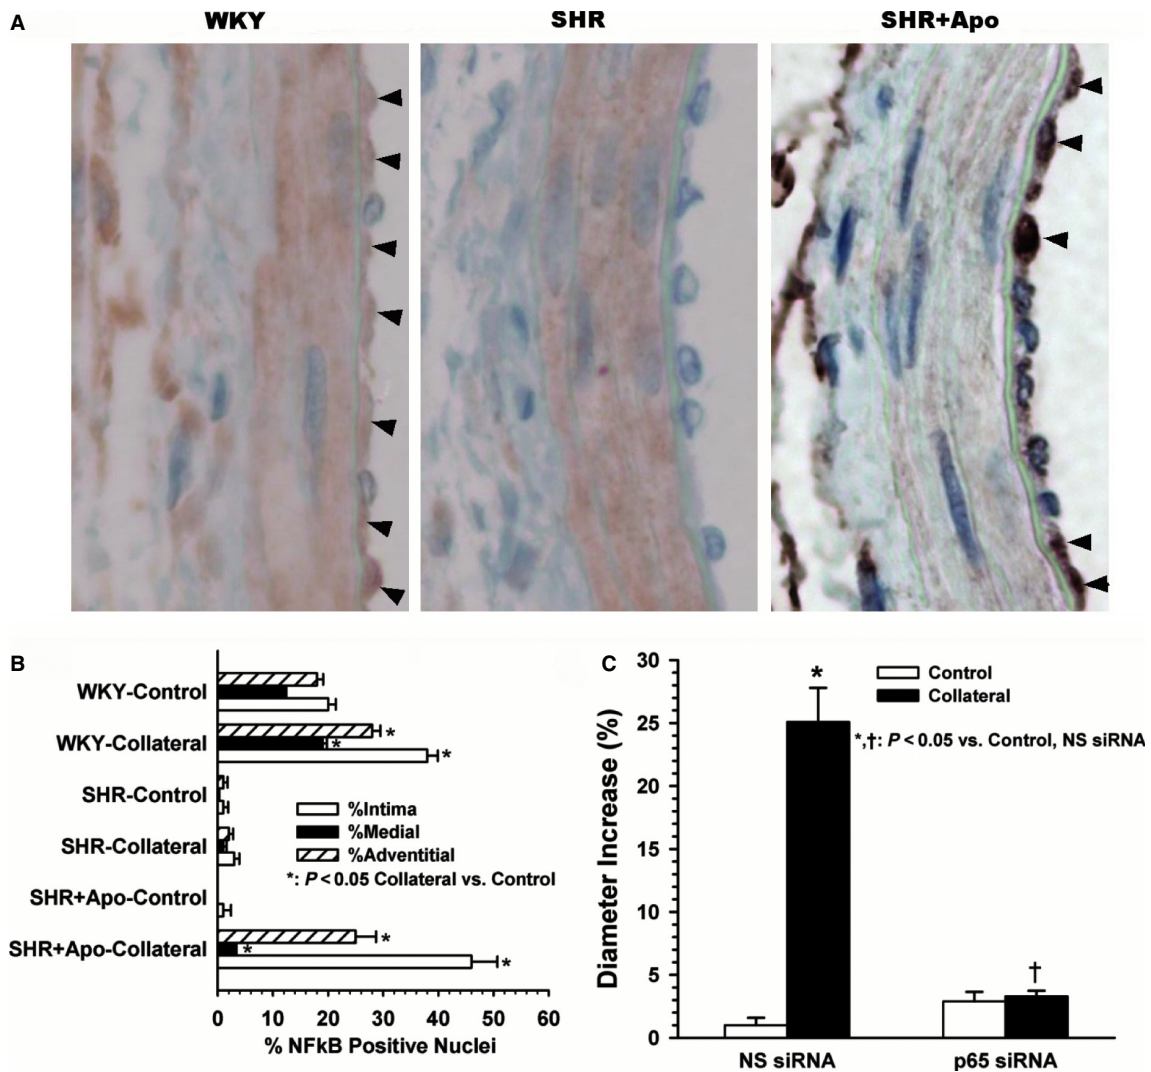 A
WKY
SHR
SHR+Apo
B
WKY-Control
WKY-Collateral
SHR-Control
SHR-Collateral
SHR+Apo-Control
SHR+Apo-Collateral
* 
* 
*
%Intima
%Medial
%Adventitial
*: P < 0.05 Collateral vs. Control
*
*
*
0 10 20 30 40 50 60
% NFkB Positive Nuclei
C
Diameter Increase (%)
30
25
20
15
10
5
0
*
†
Control
Collateral
*,†: P < 0.05 vs. Control, NS siRNA
NS siRNA p65 siRNA